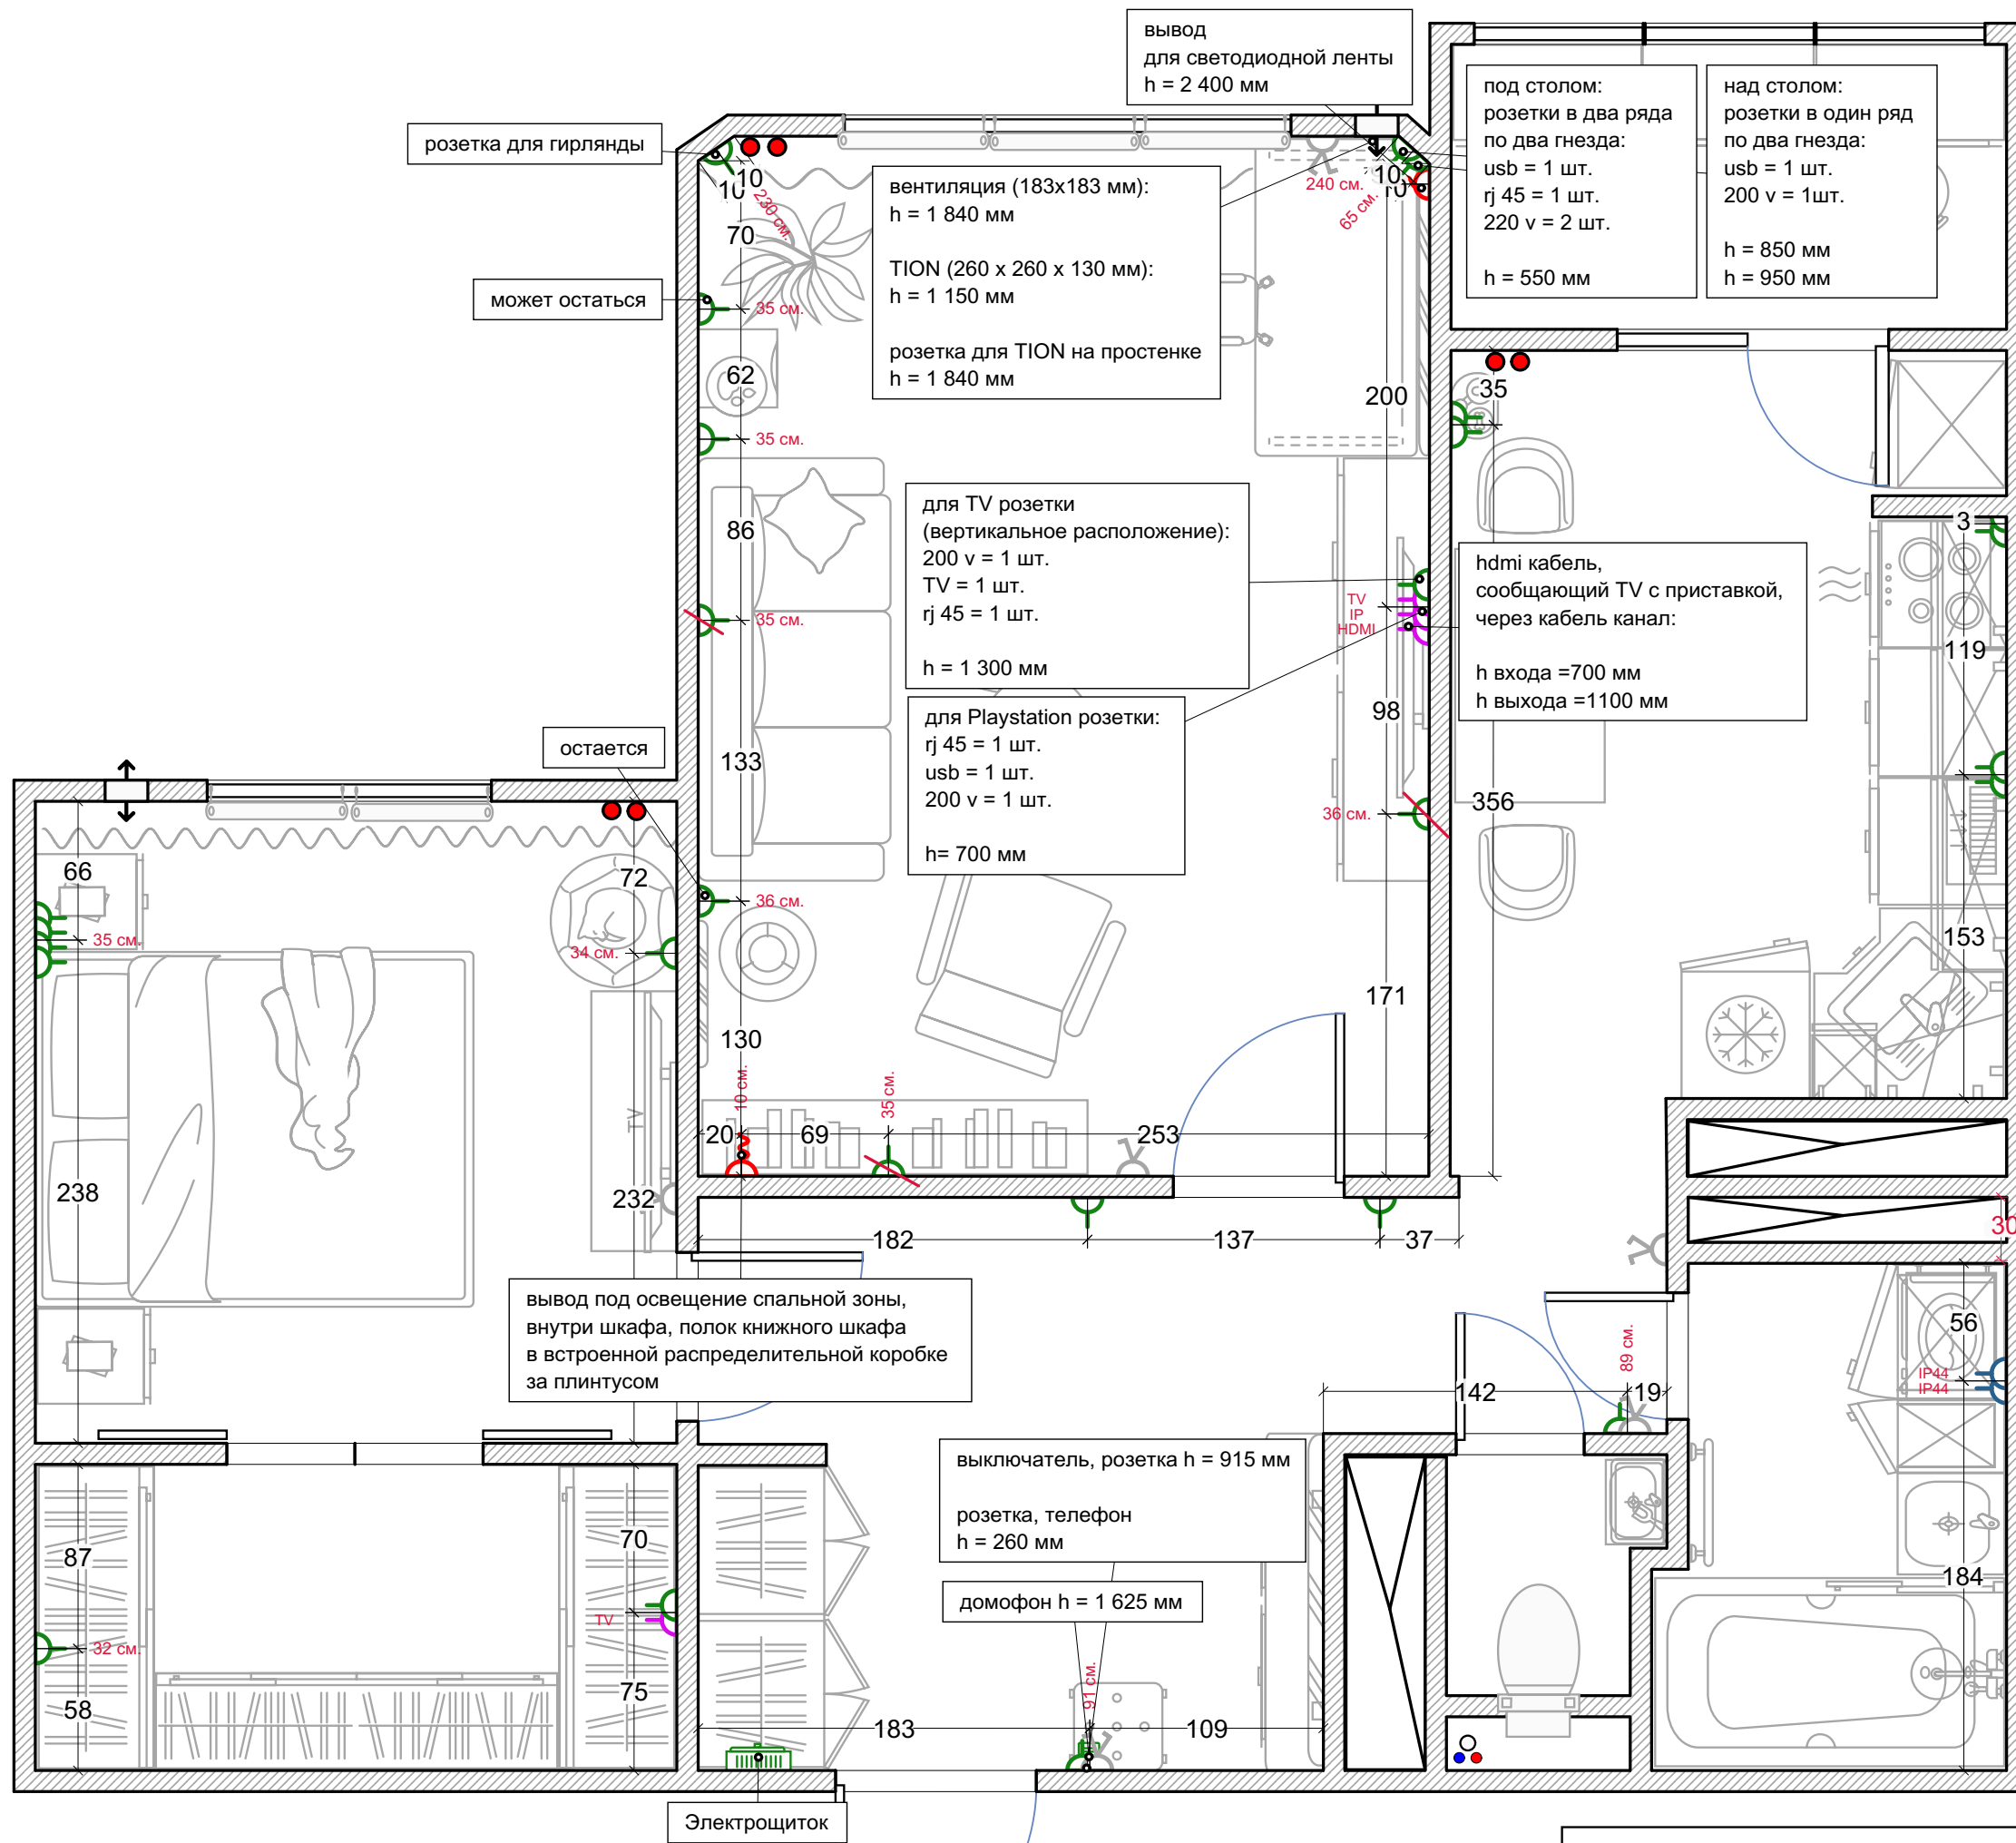 вывод
для светодиодной ленты
h = 2 400 мм
под столом:
розетки в два ряда
по два гнезда:
usb = 1 шт.
rj 45 = 1 шт.
220 v = 2 шт.
h = 550 мм
над столом:
розетки в один ряд
по два гнезда:
usb = 1 шт.
200 v = 1шт.
h = 850 мм
h = 950 мм
розетка для гирлянды
10
10
230 см.
70
вентиляция (183x183 мм):
h = 1 840 мм
TION (260 x 260 x 130 мм):
h = 1 150 мм
розетка для TION на простенке
h = 1 840 мм
240 см.
65 см.
10
может остаться
35 см.
62
35 см.
200
35
86
для TV розетки
(вертикальное расположение):
200 v = 1 шт.
TV = 1 шт.
rj 45 = 1 шт.
h = 1 300 мм
3
hdmi кабель,
сообщающий TV с приставкой,
через кабель канал:
h входа =700 мм
h выхода =1100 мм
TV
IP
HDMI
35 см.
119
для Playstation розетки:
rj 45 = 1 шт.
usb = 1 шт.
200 v = 1 шт.
h= 700 мм
98
остается
133
356
36 см.
66
72
36 см.
35 см.
34 см.
153
171
130
TV
10 см.
35 см.
20
69
253
238
232
182
137
37
30
вывод под освещение спальной зоны,
внутри шкафа, полок книжного шкафа
в встроенной распределительной коробке
за плинтусом
56
89 см.
IP44
IP44
142
19
выключатель, розетка h = 915 мм
розетка, телефон
h = 260 мм
87
70
184
домофон h = 1 625 мм
TV
32 см.
58
75
91 см.
183
109
Электрощиток